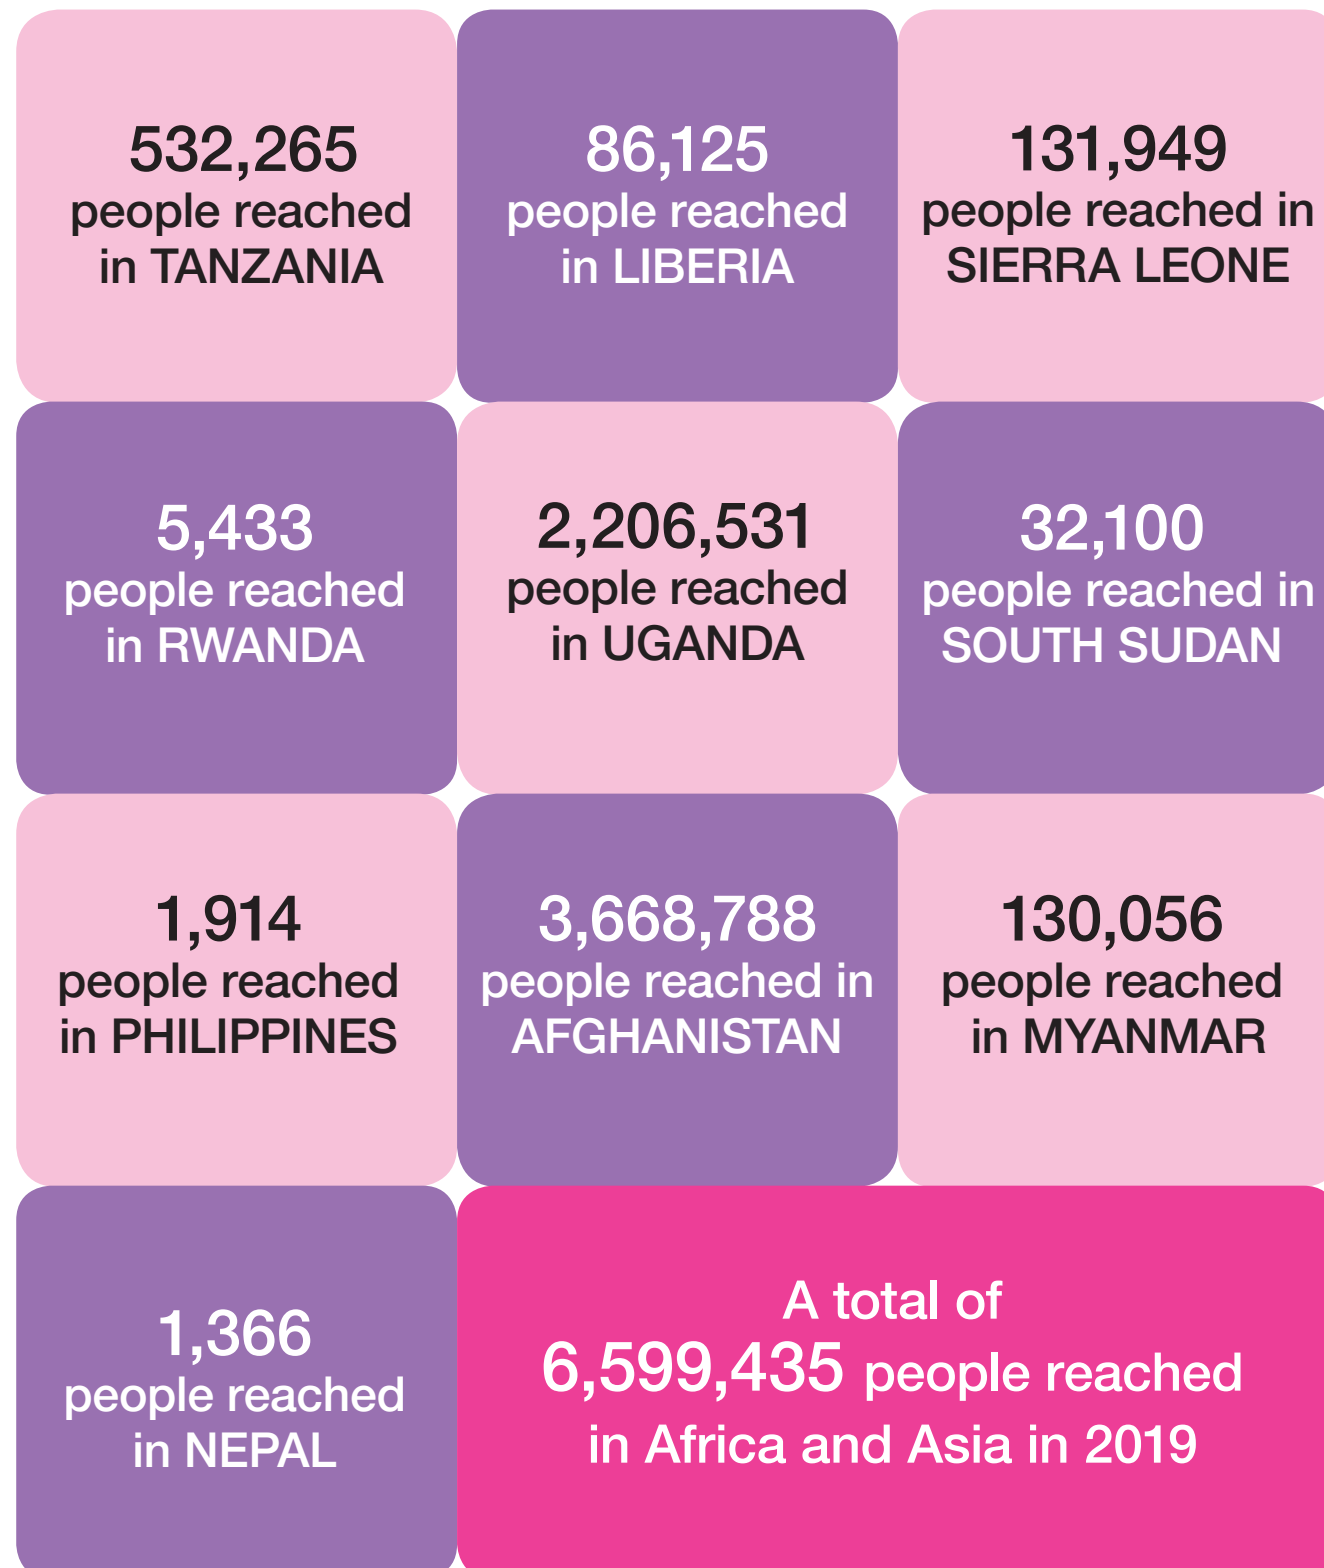 532,265
people reached
in TANZANIA
86,125
people reached
in LIBERIA
131,949
people reached in
SIERRA LEONE
5,433
people reached
in RWANDA
2,206,531
people reached
in UGANDA
32,100
people reached in
SOUTH SUDAN
1,914
people reached
in PHILIPPINES
3,668,788
people reached in
AFGHANISTAN
130,056
people reached
in MYANMAR
1,366
people reached
in NEPAL
A total of
6,599,435 people reached
in Africa and Asia in 2019